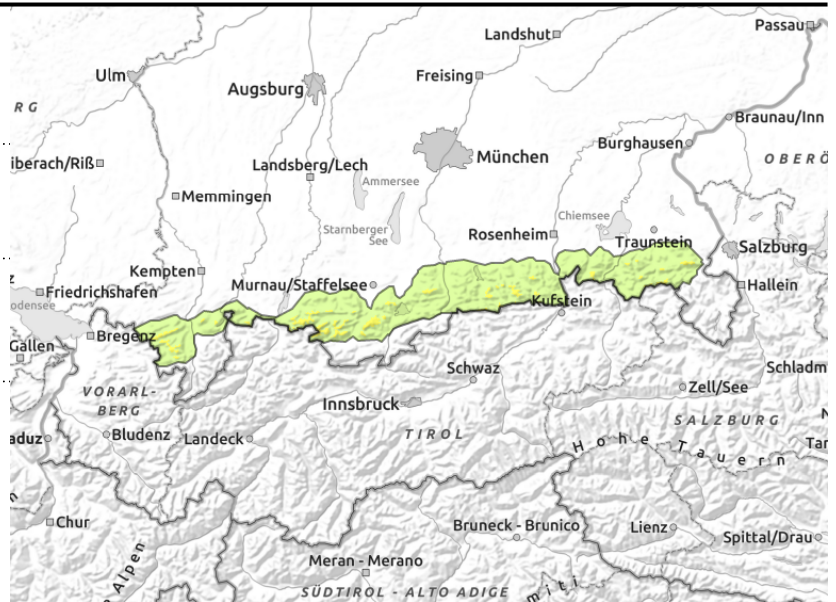 Passau
Landshut
Ulm
Freising
Augsburg
RG
Braunau/Inn
Burghausen
OBERÖ
iberach/Riß
Landsberg/Lech
München
Ammersee
Memmingen
Chiemsee
Starnberger
See
Rosenheim
Traunstein
Salzburg
Kempten
Murnau/Staffelsee
Hallein
z
Friedrichshafen
odensee
Kufstein
Bregenz
Gallen
Schwaz
Schladm
VORARL-
BERG
Zell/See
Innsbruck
SALZBURG
N
aduz
Bludenz
Landeck
TIROL
Hohe Tauern
Tar
n
Chur
Bruneck - Brunico
Lienz
Spittal/Drau
Meran - Merano
e Alpen
SÜDTIROL - ALTO ADIGE
miti